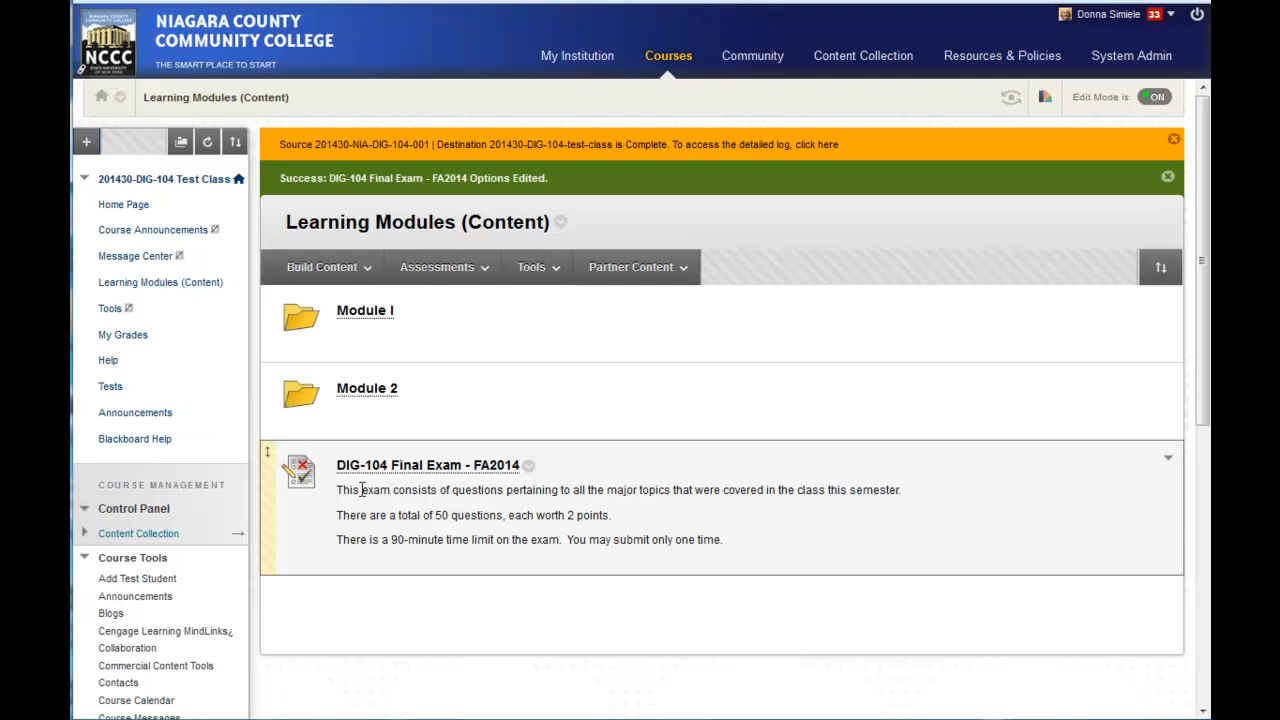 NIAGARA COUNTY
COMMUNITY COLLEGE
THE SMART PLACE TO START
NCCC
Donna Simiele 33
My Institution Courses Community Content Collection Resources & Policies System Admin
Learning Modules (Content)
Edit Mode is: ON
201430-DIG-104 Test Class
Home Page
Course Announcements
Message Center
Learning Modules (Content)
Tools
My Grades
Help
Tests
Announcements
Blackboard Help
COURSE MANAGEMENT
Control Panel
Content Collection
Course Tools
Add Test Student
Announcements
Blogs
Cengage Learning MindLinks¿
Collaboration
Commercial Content Tools
Contacts
Course Calendar
Course Messages
Source 201430-NIA-DIG-104-001 | Destination 201430-DIG-104-test-class is Complete. To access the detailed log, click here
Success: DIG-104 Final Exam - FA2014 Options Edited.
Learning Modules (Content)
Build Content Assessments Tools Partner Content
Module I
Module 2
DIG-104 Final Exam - FA2014
This exam consists of questions pertaining to all the major topics that were covered in the class this semester.
There are a total of 50 questions, each worth 2 points.
There is a 90-minute time limit on the exam. You may submit only one time.